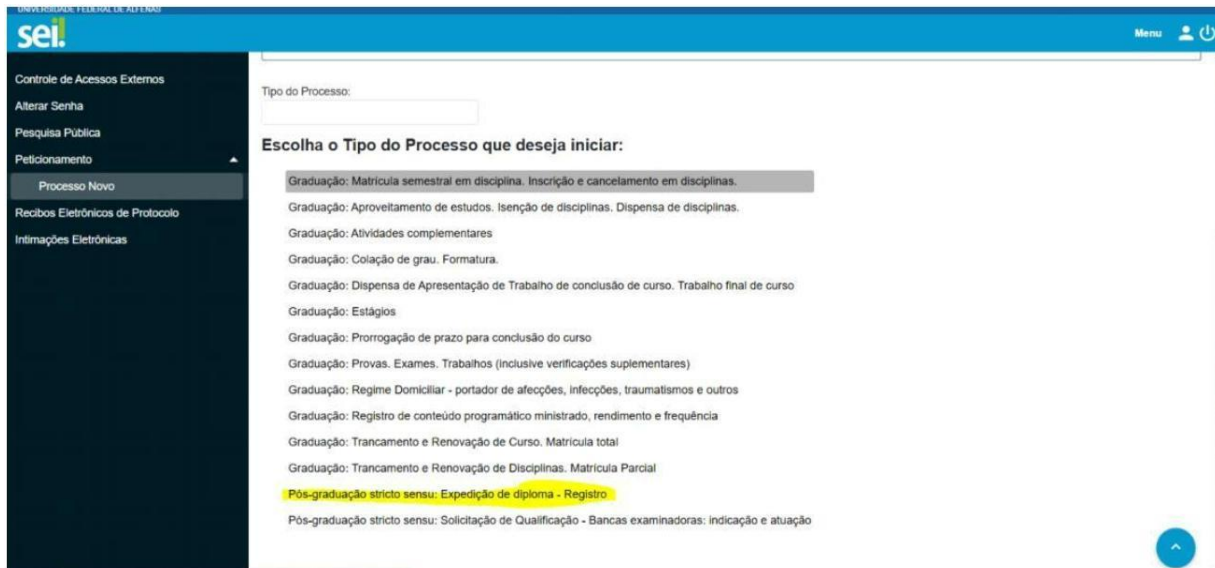 UNIVERSIDADE FEDERAL DE ALFENAS
sei!
Menu
Controle de Acessos Externos
Alterar Senha
Pesquisa Pública
Peticionamento
Processo Novo
Recibos Eletrônicos de Protocolo
Intimações Eletrônicas
Tipo do Processo:
Escolha o Tipo do Processo que deseja iniciar:
Graduação: Matrícula semestral em disciplina. Inscrição e cancelamento em disciplinas.
Graduação: Aproveitamento de estudos. Isenção de disciplinas. Dispensa de disciplinas.
Graduação: Atividades complementares
Graduação: Colação de grau. Formatura.
Graduação: Dispensa de Apresentação de Trabalho de conclusão de curso. Trabalho final de curso
Graduação: Estágios
Graduação: Prorrogação de prazo para conclusão do curso
Graduação: Provas. Exames. Trabalhos (inclusive verificações suplementares)
Graduação: Regime Domiciliar - portador de afecções, infecções, traumatismos e outros
Graduação: Registro de conteúdo programático ministrado, rendimento e frequência
Graduação: Trancamento e Renovação de Curso. Matrícula total
Graduação: Trancamento e Renovação de Disciplinas. Matrícula Parcial
Pós-graduação stricto sensu: Expedição de diploma - Registro
Pós-graduação stricto sensu: Solicitação de Qualificação - Bancas examinadoras: indicação e atuação